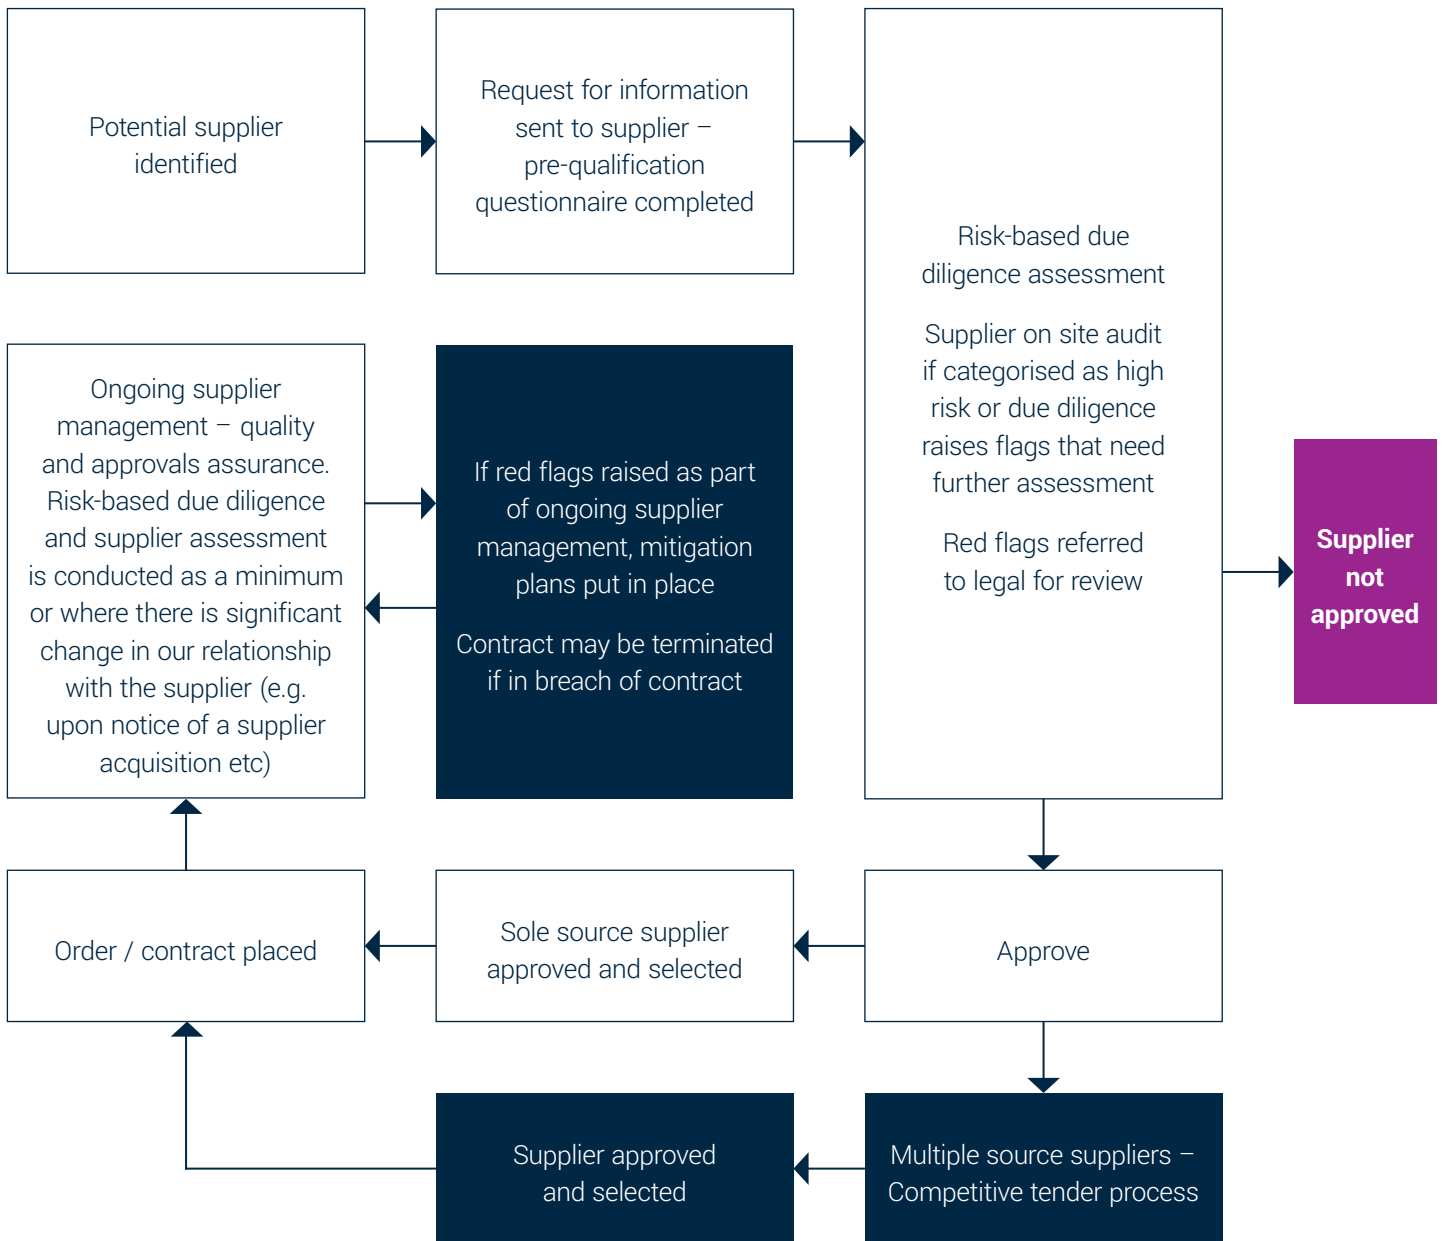 Potential supplier
identified
Request for information
sent to supplier –
pre-qualification
questionnaire completed
Risk-based due
diligence assessment
Supplier on site audit
if categorised as high
risk or due diligence
raises flags that need
further assessment
Red flags referred
to legal for review
Supplier
not
approved
Ongoing supplier
management – quality
and approvals assurance.
Risk-based due diligence
and supplier assessment
is conducted as a minimum
or where there is significant
change in our relationship
with the supplier (e.g.
upon notice of a supplier
acquisition etc)
If red flags raised as part
of ongoing supplier
management, mitigation
plans put in place
Contract may be terminated
if in breach of contract
Order / contract placed
Sole source supplier
approved and selected
Approve
Supplier approved
and selected
Multiple source suppliers –
Competitive tender process